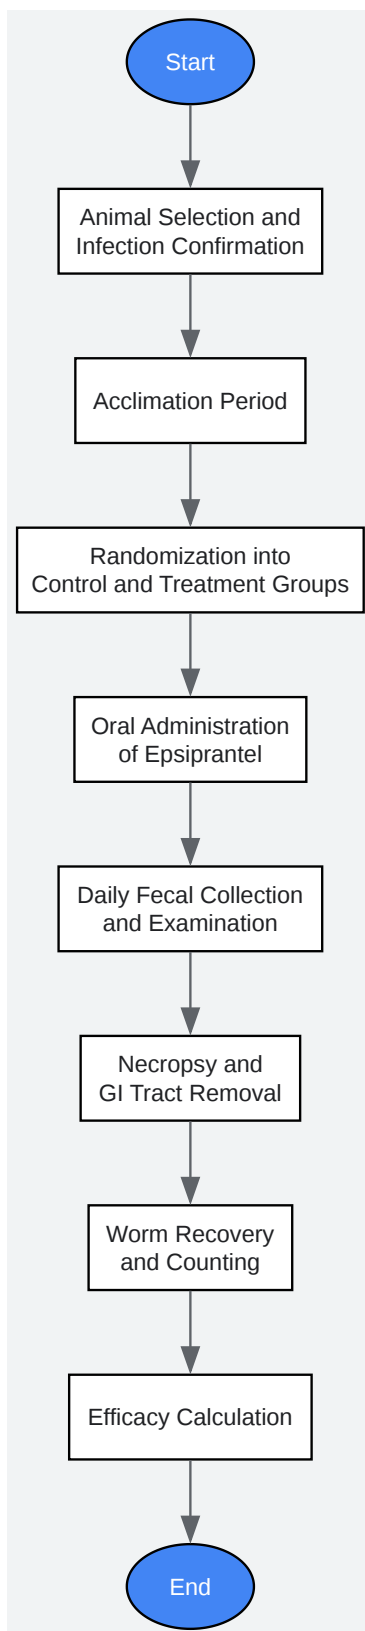 Start
Animal Selection and
Infection Confirmation
Acclimation Period
Randomization into
Control and Treatment Groups
Oral Administration
of Epsiprantel
Daily Fecal Collection
and Examination
Necropsy and
GI Tract Removal
Worm Recovery
and Counting
Efficacy Calculation
End